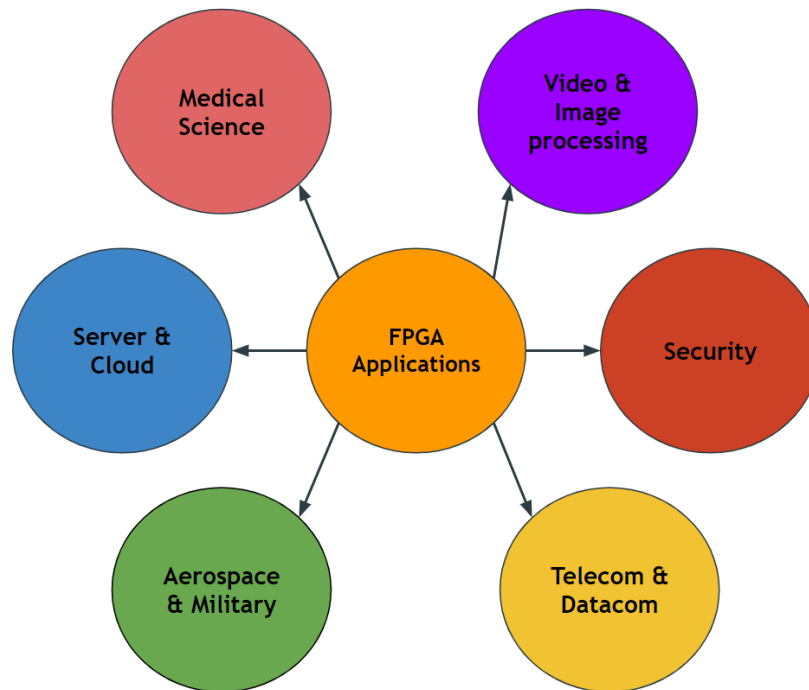 Medical
Science
Video &
Image
processing
Server &
Cloud
FPGA
Applications
Security
Aerospace
& Military
Telecom &
Datacom